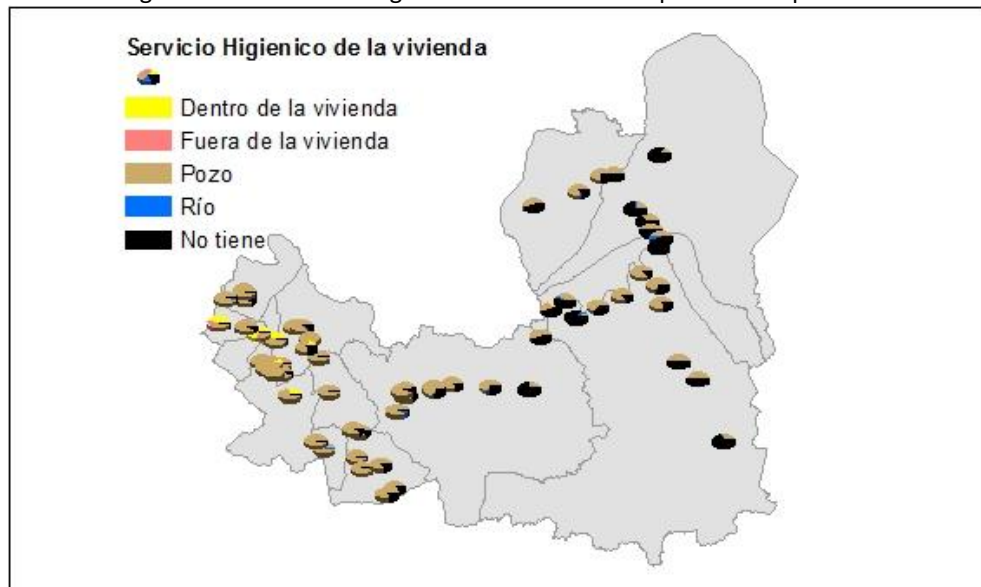 Servicio Higienico de la vivienda
Dentro de la vivienda
Fuera de la vivienda
Pozo
Río
No tiene